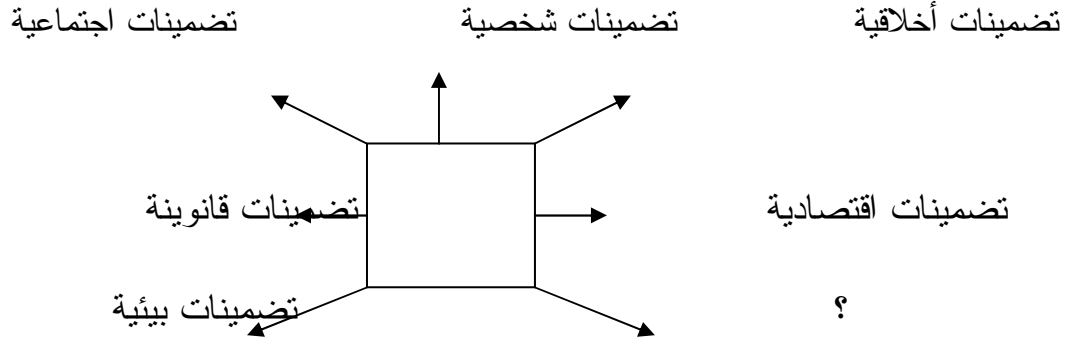 تضمينات أخلاقية تضمينات شخصية تضمينات اجتماعية
تضمينات اقتصادية تضمينات قانوينة
؟ تضمينات بيئية